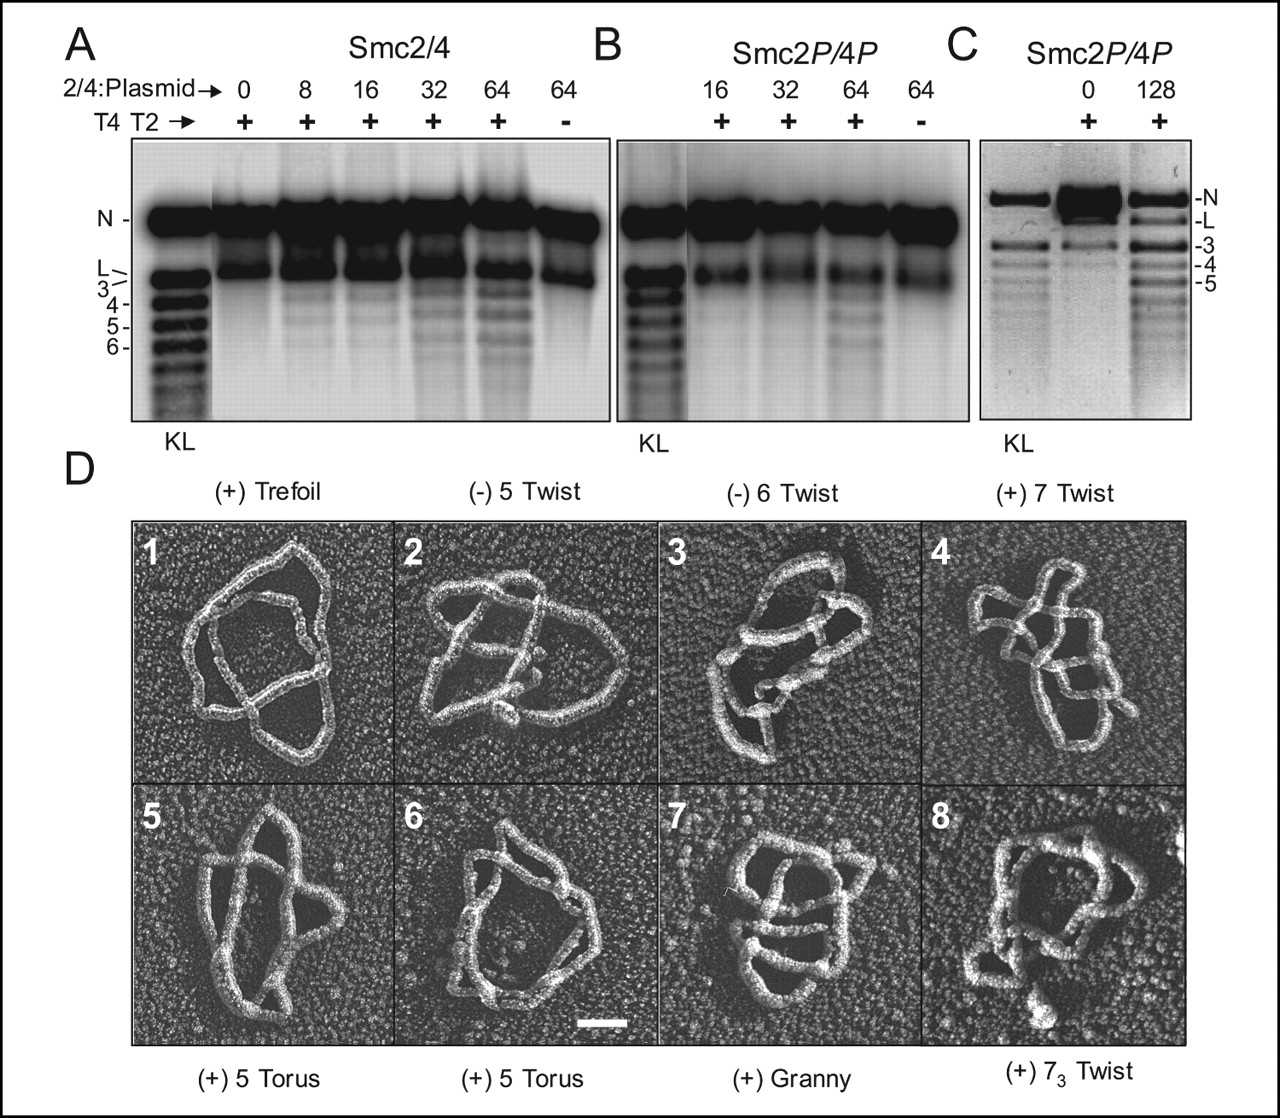 A Smc2/4 B Smc2P/4P C Smc2P/4P
2/4:Plasmid→ 0 8 16 32 64 64 16 32 64 64 0 128
T4 T2 → + + + + + - + + + - + +
N - -N
-L
L -3
3 -4
4 - -5
5-
6-
KL KL KL
D
(+) Trefoil (-) 5 Twist (-) 6 Twist (+) 7 Twist
1 2 3 4
5 6 7 8
(+) 5 Torus (+) 5 Torus (+) Granny (+) 7₃ Twist